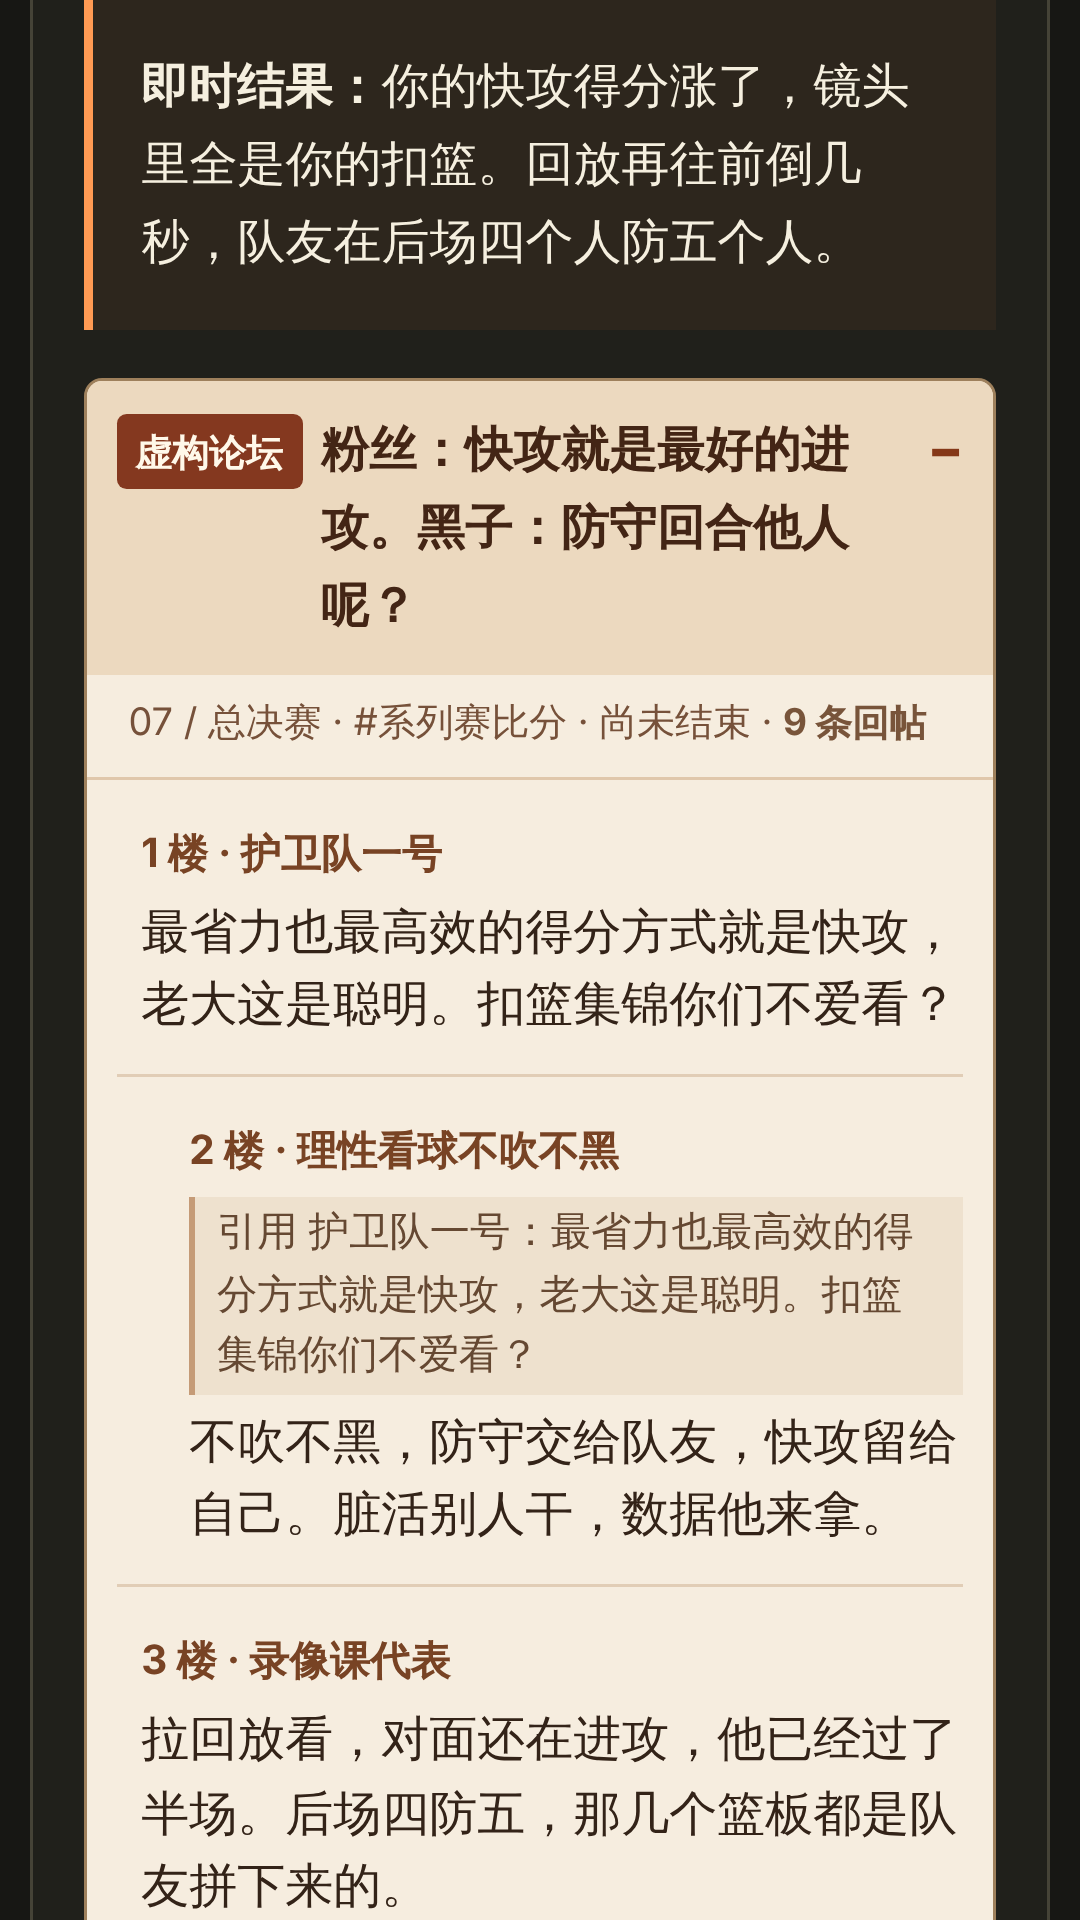 即时结果：你的快攻得分涨了，镜头
里全是你的扣篮。回放再往前倒几
秒，队友在后场四个人防五个人。
虚构论坛
粉丝：快攻就是最好的进
攻。黑子：防守回合他人
呢？
–
07 / 总决赛 · #系列赛比分 · 尚未结束 · 9 条回帖
1 楼 · 护卫队一号
最省力也最高效的得分方式就是快攻，
老大这是聪明。扣篮集锦你们不爱看？
2 楼 · 理性看球不吹不黑
引用 护卫队一号：最省力也最高效的得
分方式就是快攻，老大这是聪明。扣篮
集锦你们不爱看？
不吹不黑，防守交给队友，快攻留给
自己。脏活别人干，数据他来拿。
3 楼 · 录像课代表
拉回放看，对面还在进攻，他已经过了
半场。后场四防五，那几个篮板都是队
友拼下来的。